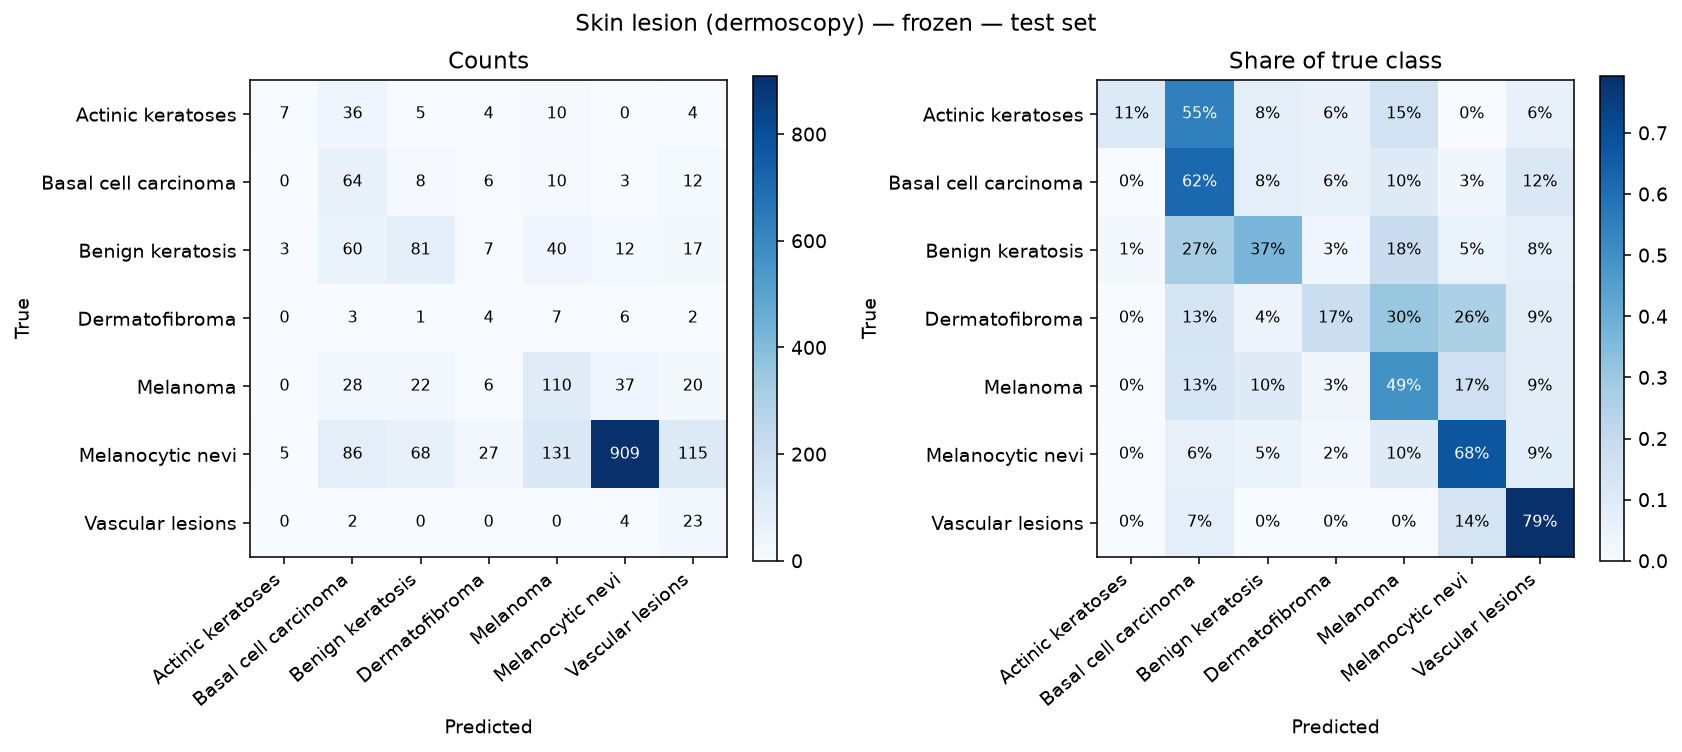 Skin lesion (dermoscopy) — frozen — test set
Counts
True
Actinic keratoses 7 36 5 4 10 0 4
Basal cell carcinoma 0 64 8 6 10 3 12
Benign keratosis 3 60 81 7 40 12 17
Dermatofibroma 0 3 1 4 7 6 2
Melanoma 0 28 22 6 110 37 20
Melanocytic nevi 5 86 68 27 131 909 115
Vascular lesions 0 2 0 0 0 4 23
Actinic keratoses
Basal cell carcinoma
Benign keratosis
Dermatofibroma
Melanoma
Melanocytic nevi
Vascular lesions
Predicted
800
600
400
200
0
Share of true class
True
Actinic keratoses 11% 55% 8% 6% 15% 0% 6%
Basal cell carcinoma 0% 62% 8% 6% 10% 3% 12%
Benign keratosis 1% 27% 37% 3% 18% 5% 8%
Dermatofibroma 0% 13% 4% 17% 30% 26% 9%
Melanoma 0% 13% 10% 3% 49% 17% 9%
Melanocytic nevi 0% 6% 5% 2% 10% 68% 9%
Vascular lesions 0% 7% 0% 0% 0% 14% 79%
Actinic keratoses
Basal cell carcinoma
Benign keratosis
Dermatofibroma
Melanoma
Melanocytic nevi
Vascular lesions
Predicted
0.7
0.6
0.5
0.4
0.3
0.2
0.1
0.0